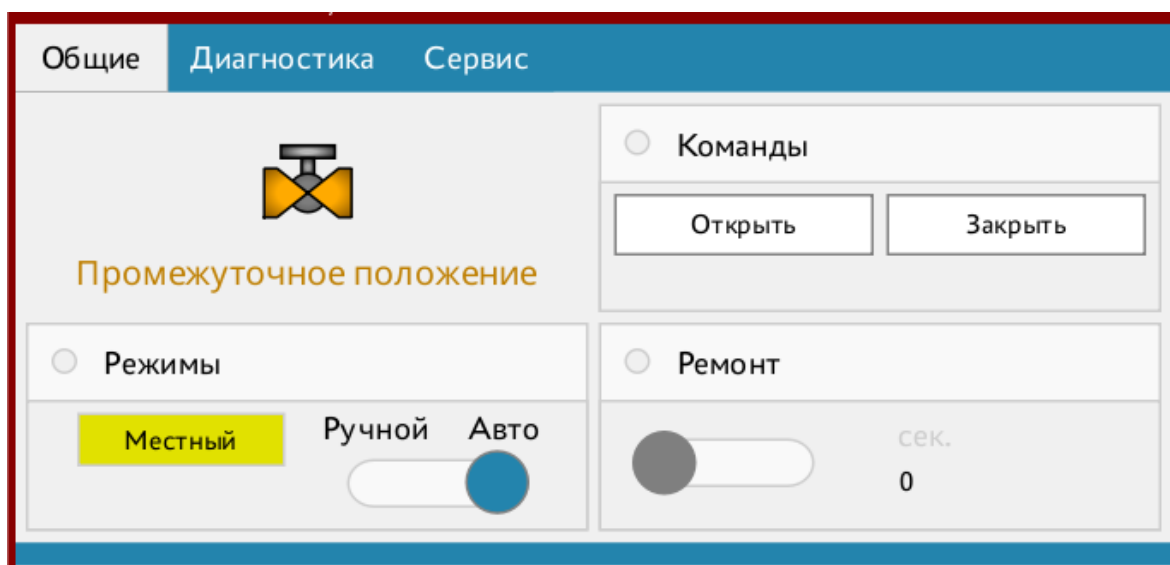 Общие Диагностика Сервис
Команды
Открыть Закрыть
Промежуточное положение
Режимы
Местный Ручной Авто
Ремонт
сек.
0